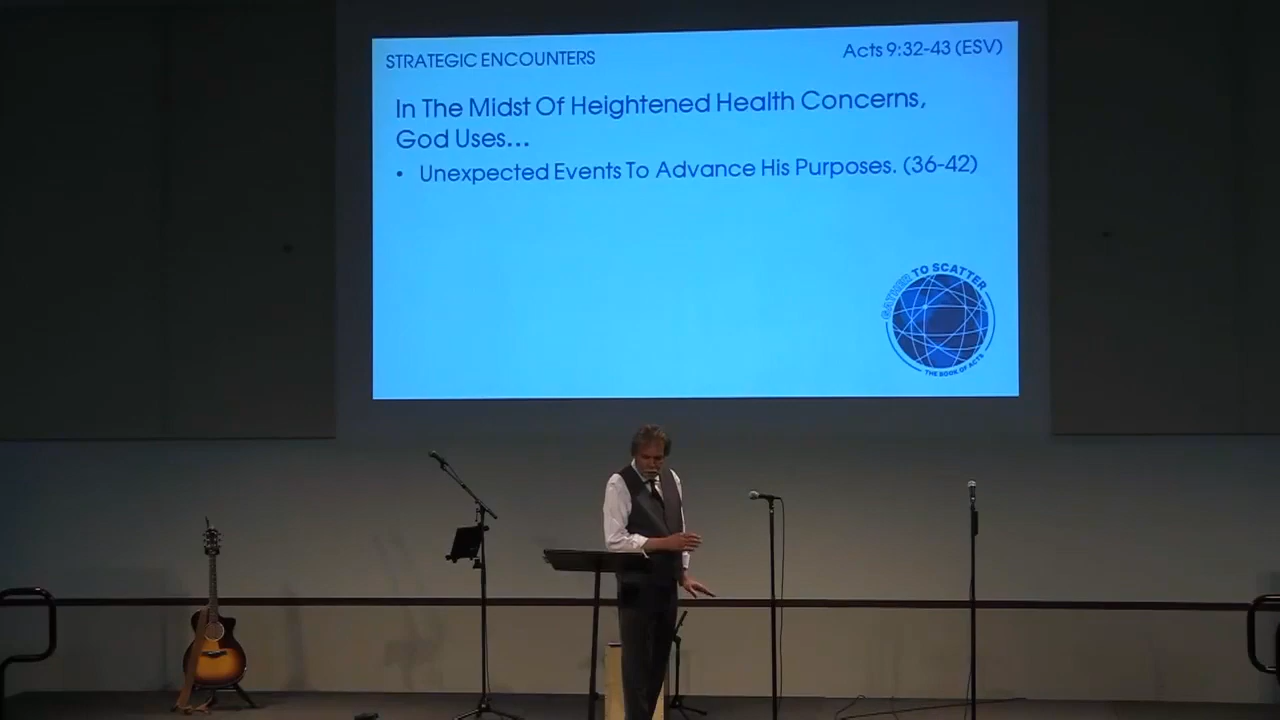 STRATEGIC ENCOUNTERS
Acts 9:32-43 (ESV)
In The Midst Of Heightened Health Concerns,
God Uses...
• Unexpected Events To Advance His Purposes. (36-42)
GATHER TO SCATTER
THE BOOK OF ACTS